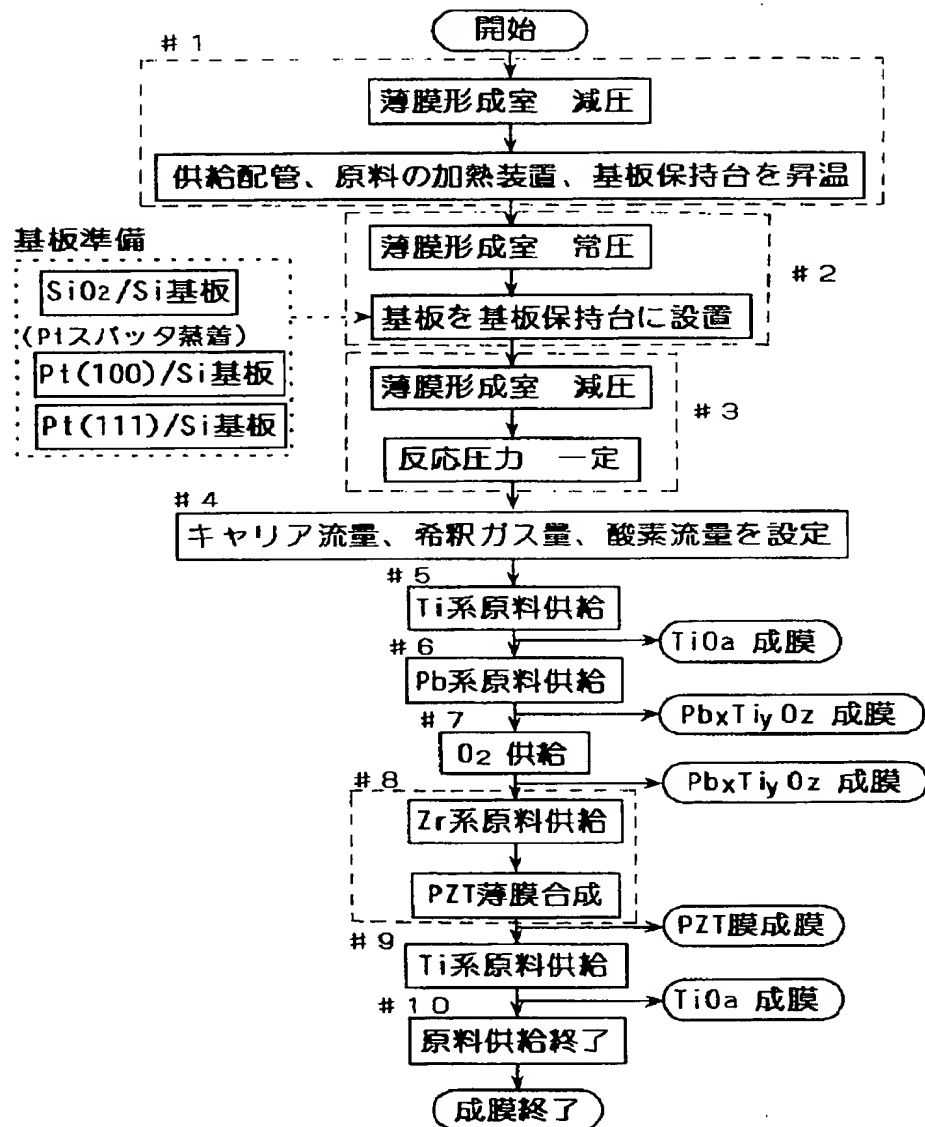 開始
#1
薄膜形成室 減圧
供給配管、原料の加熱装置、基板保持台を昇温
基板準備
SiO2/Si基板
(Ptスパッタ蒸着)
Pt(100)/Si基板
Pt(111)/Si基板
#2
薄膜形成室 常圧
基板を基板保持台に設置
#3
薄膜形成室 減圧
反応圧力 一定
#4
キャリア流量、希釈ガス量、酸素流量を設定
#5
Ti系原料供給
TiOa 成膜
#6
Pb系原料供給
PbxTiyOz 成膜
#7
O2 供給
PbxTiyOz 成膜
#8
Zr系原料供給
PZT薄膜合成
PZT膜成膜
#9
Ti系原料供給
TiOa 成膜
#10
原料供給終了
成膜終了